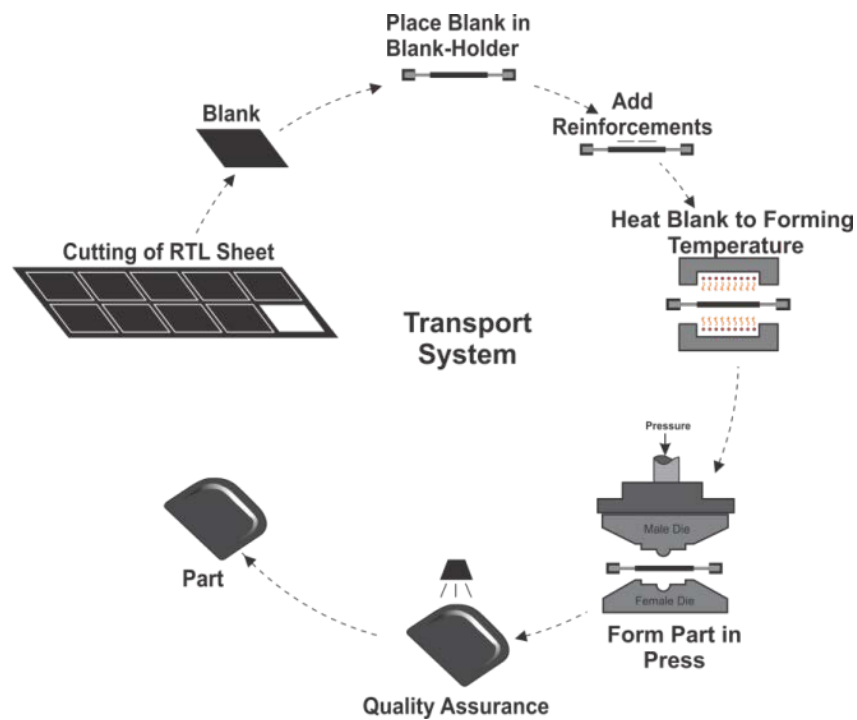 Place Blank in
Blank-Holder
Add
Reinforcements
Blank
Heat Blank to Forming
Temperature
Cutting of RTL Sheet
Transport
System
Pressure
Male Die
Female Die
Form Part in
Press
Part
Quality Assurance